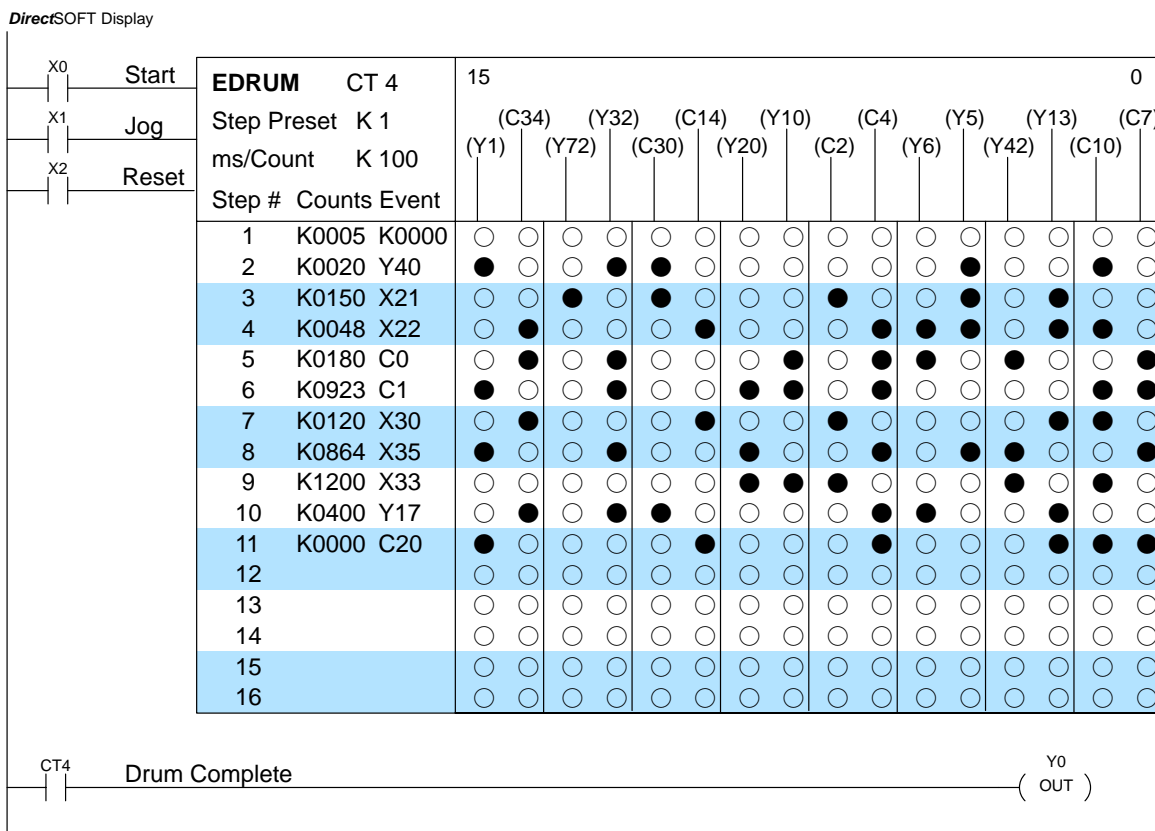 DirectSOFT Display
X0 Start
X1 Jog
X2 Reset
EDRUM CT 4
Step Preset K 1
ms/Count K 100
Step # Counts Event
15 0
(C34) (Y32) (C14) (Y10) (C4) (Y5) (Y13) (C7)
(Y1) (Y72) (C30) (Y20) (C2) (Y6) (Y42) (C10)
1 K0005 K0000
2 K0020 Y40
3 K0150 X21
4 K0048 X22
5 K0180 C0
6 K0923 C1
7 K0120 X30
8 K0864 X35
9 K1200 X33
10 K0400 Y17
11 K0000 C20
12
13
14
15
16
CT4 Drum Complete Y0
( OUT )